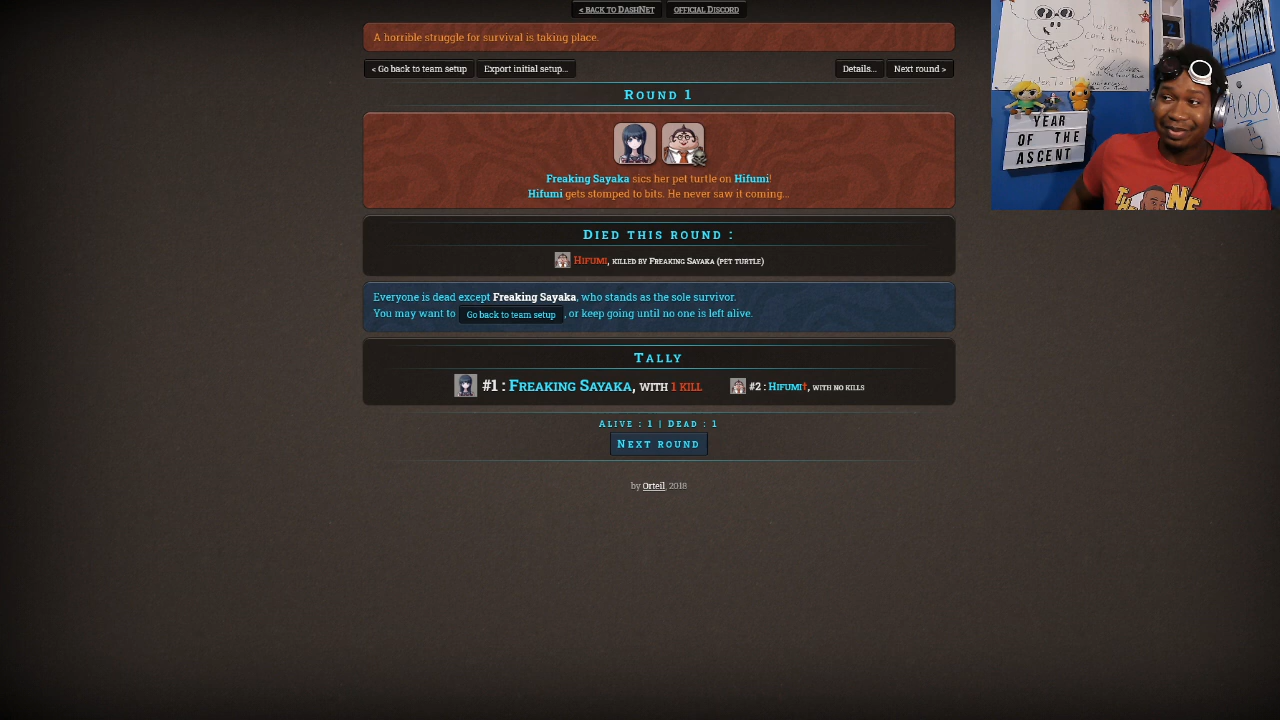 < BACK TO DASHNET
OFFICIAL DISCORD
A horrible struggle for survival is taking place.
< Go back to team setup
Export initial setup...
Details...
Next round >
ROUND 1
Freaking Sayaka sics her pet turtle on Hifumi!
Hifumi gets stomped to bits. He never saw it coming...
DIED THIS ROUND :
HIFUMI, KILLED BY FREAKING SAYAKA (PET TURTLE)
Everyone is dead except Freaking Sayaka, who stands as the sole survivor.
You may want to Go back to team setup, or keep going until no one is left alive.
TALLY
#1 : FREAKING SAYAKA, WITH 1 KILL
#2 : HIFUMI†, WITH NO KILLS
ALIVE : 1 | DEAD : 1
NEXT ROUND
by Orteil, 2018
YEAR
OF THE
ASCENT